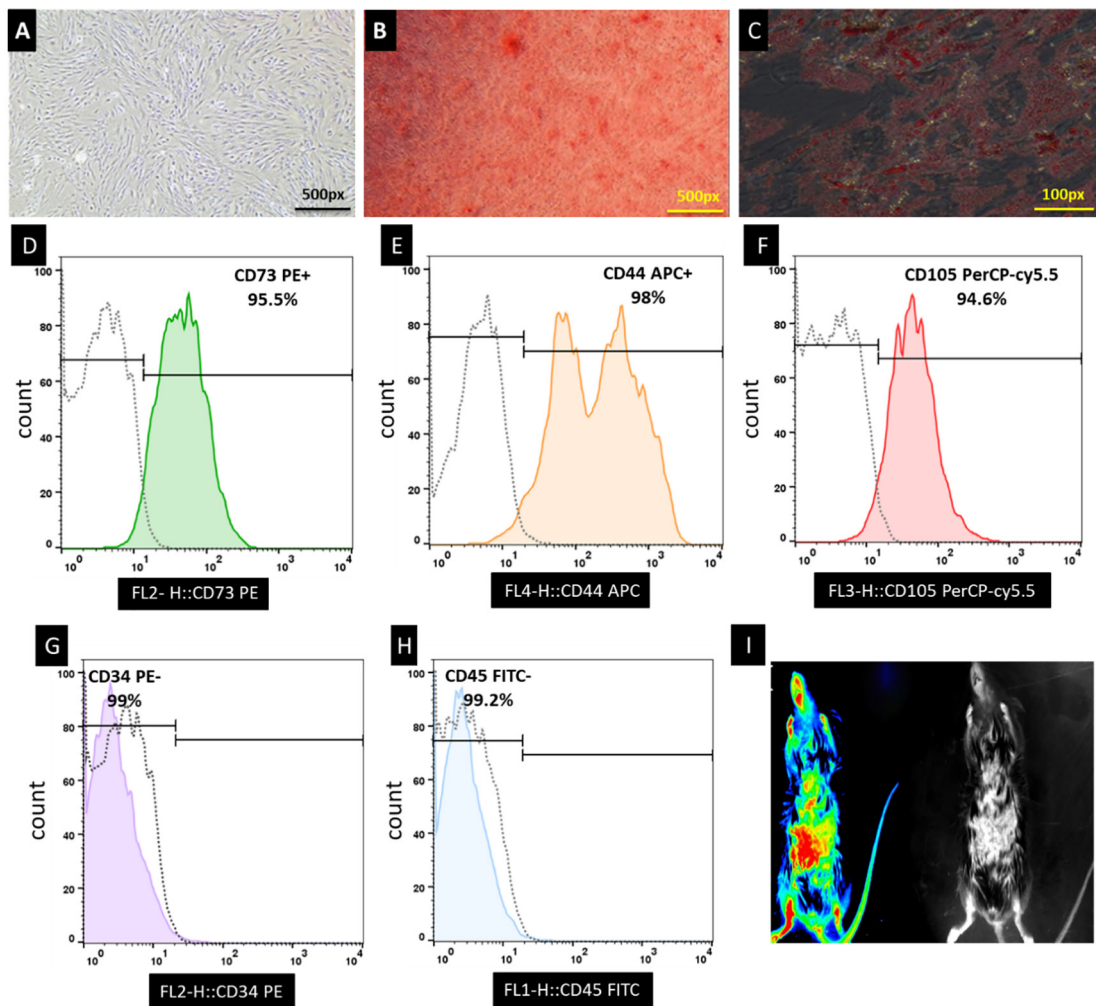 A
500px
B
500px
C
100px
D
CD73 PE+
95.5%
count
100
80
60
40
20
0
10^0 10^1 10^2 10^3 10^4
FL2- H::CD73 PE
E
CD44 APC+
98%
count
100
80
60
40
20
0
10^0 10^1 10^2 10^3 10^4
FL4-H::CD44 APC
F
CD105 PerCP-cy5.5
94.6%
count
100
80
60
40
20
0
10^0 10^1 10^2 10^3 10^4
FL3-H::CD105 PerCP-cy5.5
G
CD34 PE-
99%
count
100
80
60
40
20
0
10^0 10^1 10^2 10^3 10^4
FL2-H::CD34 PE
H
CD45 FITC-
99.2%
count
100
80
60
40
20
0
10^0 10^1 10^2 10^3 10^4
FL1-H::CD45 FITC
I